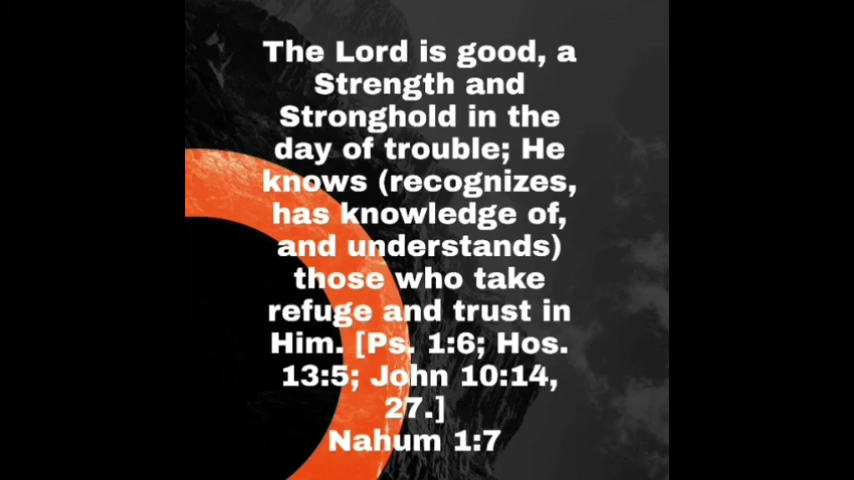 The Lord is good, a
Strength and
Stronghold in the
day of trouble; He
knows (recognizes,
has knowledge of,
and understands)
those who take
refuge and trust in
Him. [Ps. 1:6; Hos.
13:5; John 10:14,
27.]
Nahum 1:7